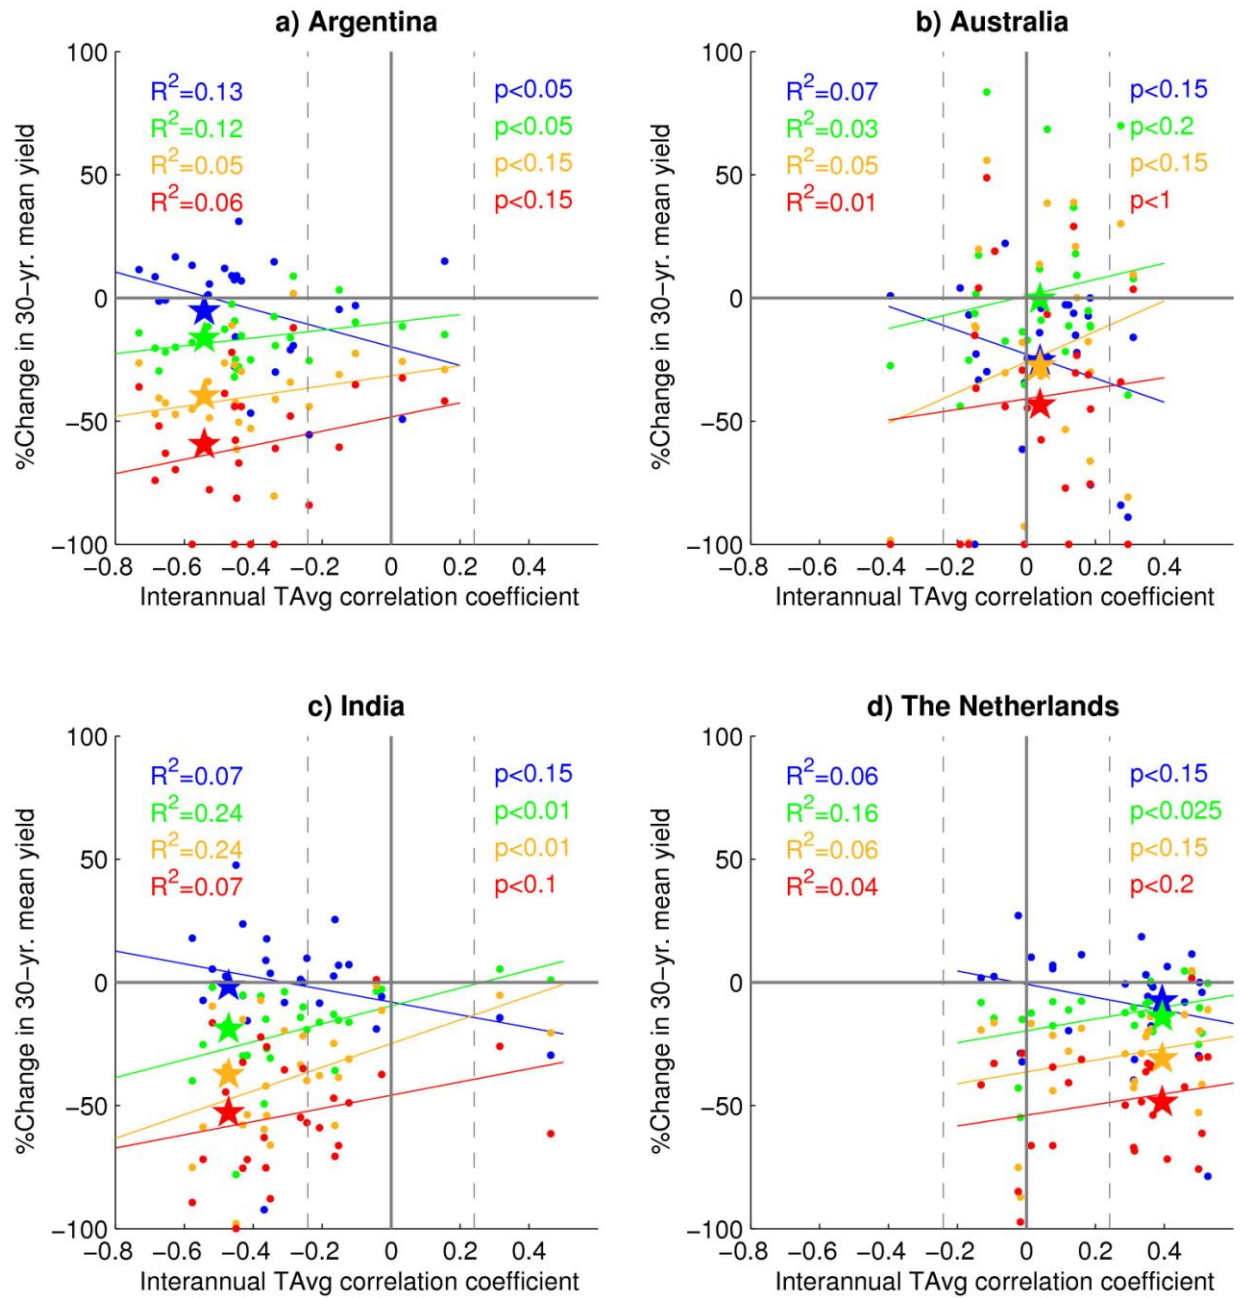 a) Argentina
%Change in 30−yr. mean yield
100
50
0
−50
−100
R²=0.13
R²=0.12
R²=0.05
R²=0.06
p<0.05
p<0.05
p<0.15
p<0.15
−0.8 −0.6 −0.4 −0.2 0 0.2 0.4
Interannual TAvg correlation coefficient
b) Australia
%Change in 30−yr. mean yield
100
50
0
−50
−100
R²=0.07
R²=0.03
R²=0.05
R²=0.01
p<0.15
p<0.2
p<0.15
p<1
−0.8 −0.6 −0.4 −0.2 0 0.2 0.4
Interannual TAvg correlation coefficient
c) India
%Change in 30−yr. mean yield
100
50
0
−50
−100
R²=0.07
R²=0.24
R²=0.24
R²=0.07
p<0.15
p<0.01
p<0.01
p<0.1
−0.8 −0.6 −0.4 −0.2 0 0.2 0.4
Interannual TAvg correlation coefficient
d) The Netherlands
%Change in 30−yr. mean yield
100
50
0
−50
−100
R²=0.06
R²=0.16
R²=0.06
R²=0.04
p<0.15
p<0.025
p<0.15
p<0.2
−0.8 −0.6 −0.4 −0.2 0 0.2 0.4
Interannual TAvg correlation coefficient